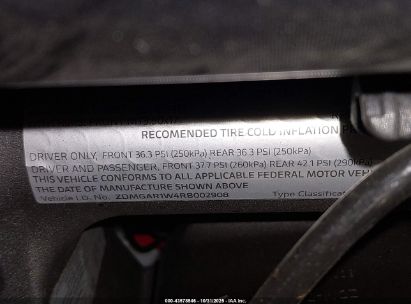 RECOMENDED TIRE COLD INFLATION
DRIVER ONLY, FRONT 36.3 PSI (250kPa) REAR 36.3 PSI (250kPa)
DRIVER AND PASSENGER, FRONT 37.7 PSI (260kPa) REAR 42.1 PSI (290kPa)
THIS VEHICLE CONFORMS TO ALL APPLICABLE FEDERAL MOTOR VEH
THE DATE OF MANUFACTURE SHOWN ABOVE
Vehicle I.D. No. ZDMGAR1W4RB002908 Type Classificat